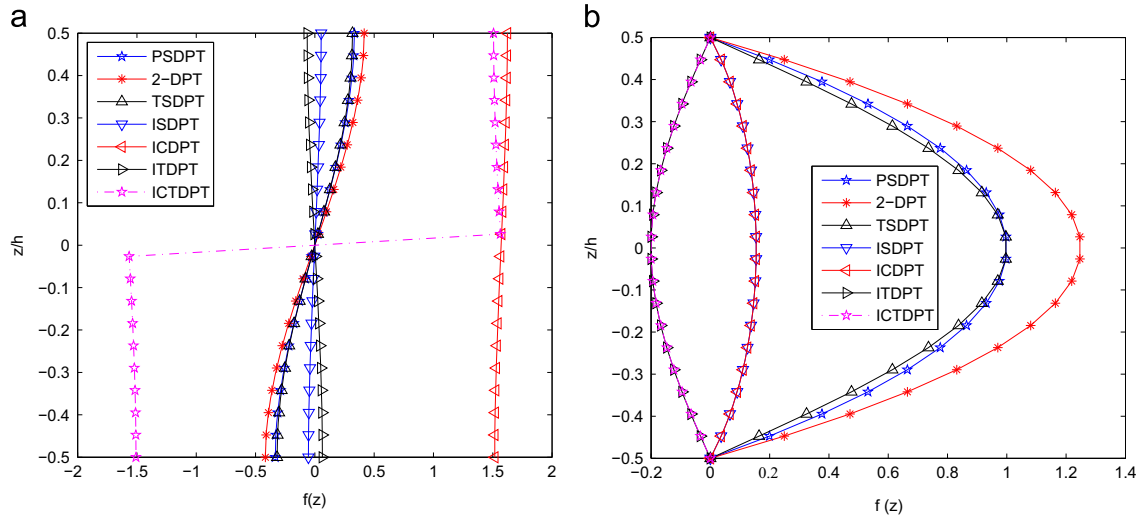 a
0.5
0.4
0.3
0.2
0.1
0
−0.1
−0.2
−0.3
−0.4
−0.5
z/h
−2
−1.5
−1
−0.5
0
0.5
1
1.5
2
f(z)
PSDPT
2−DPT
TSDPT
ISDPT
ICDPT
ITDPT
ICTDPT
b
0.5
0.4
0.3
0.2
0.1
0
−0.1
−0.2
−0.3
−0.4
−0.5
z/h
−0.2
0
0.2
0.4
0.6
0.8
1
1.2
1.4
f (z)
PSDPT
2−DPT
TSDPT
ISDPT
ICDPT
ITDPT
ICTDPT